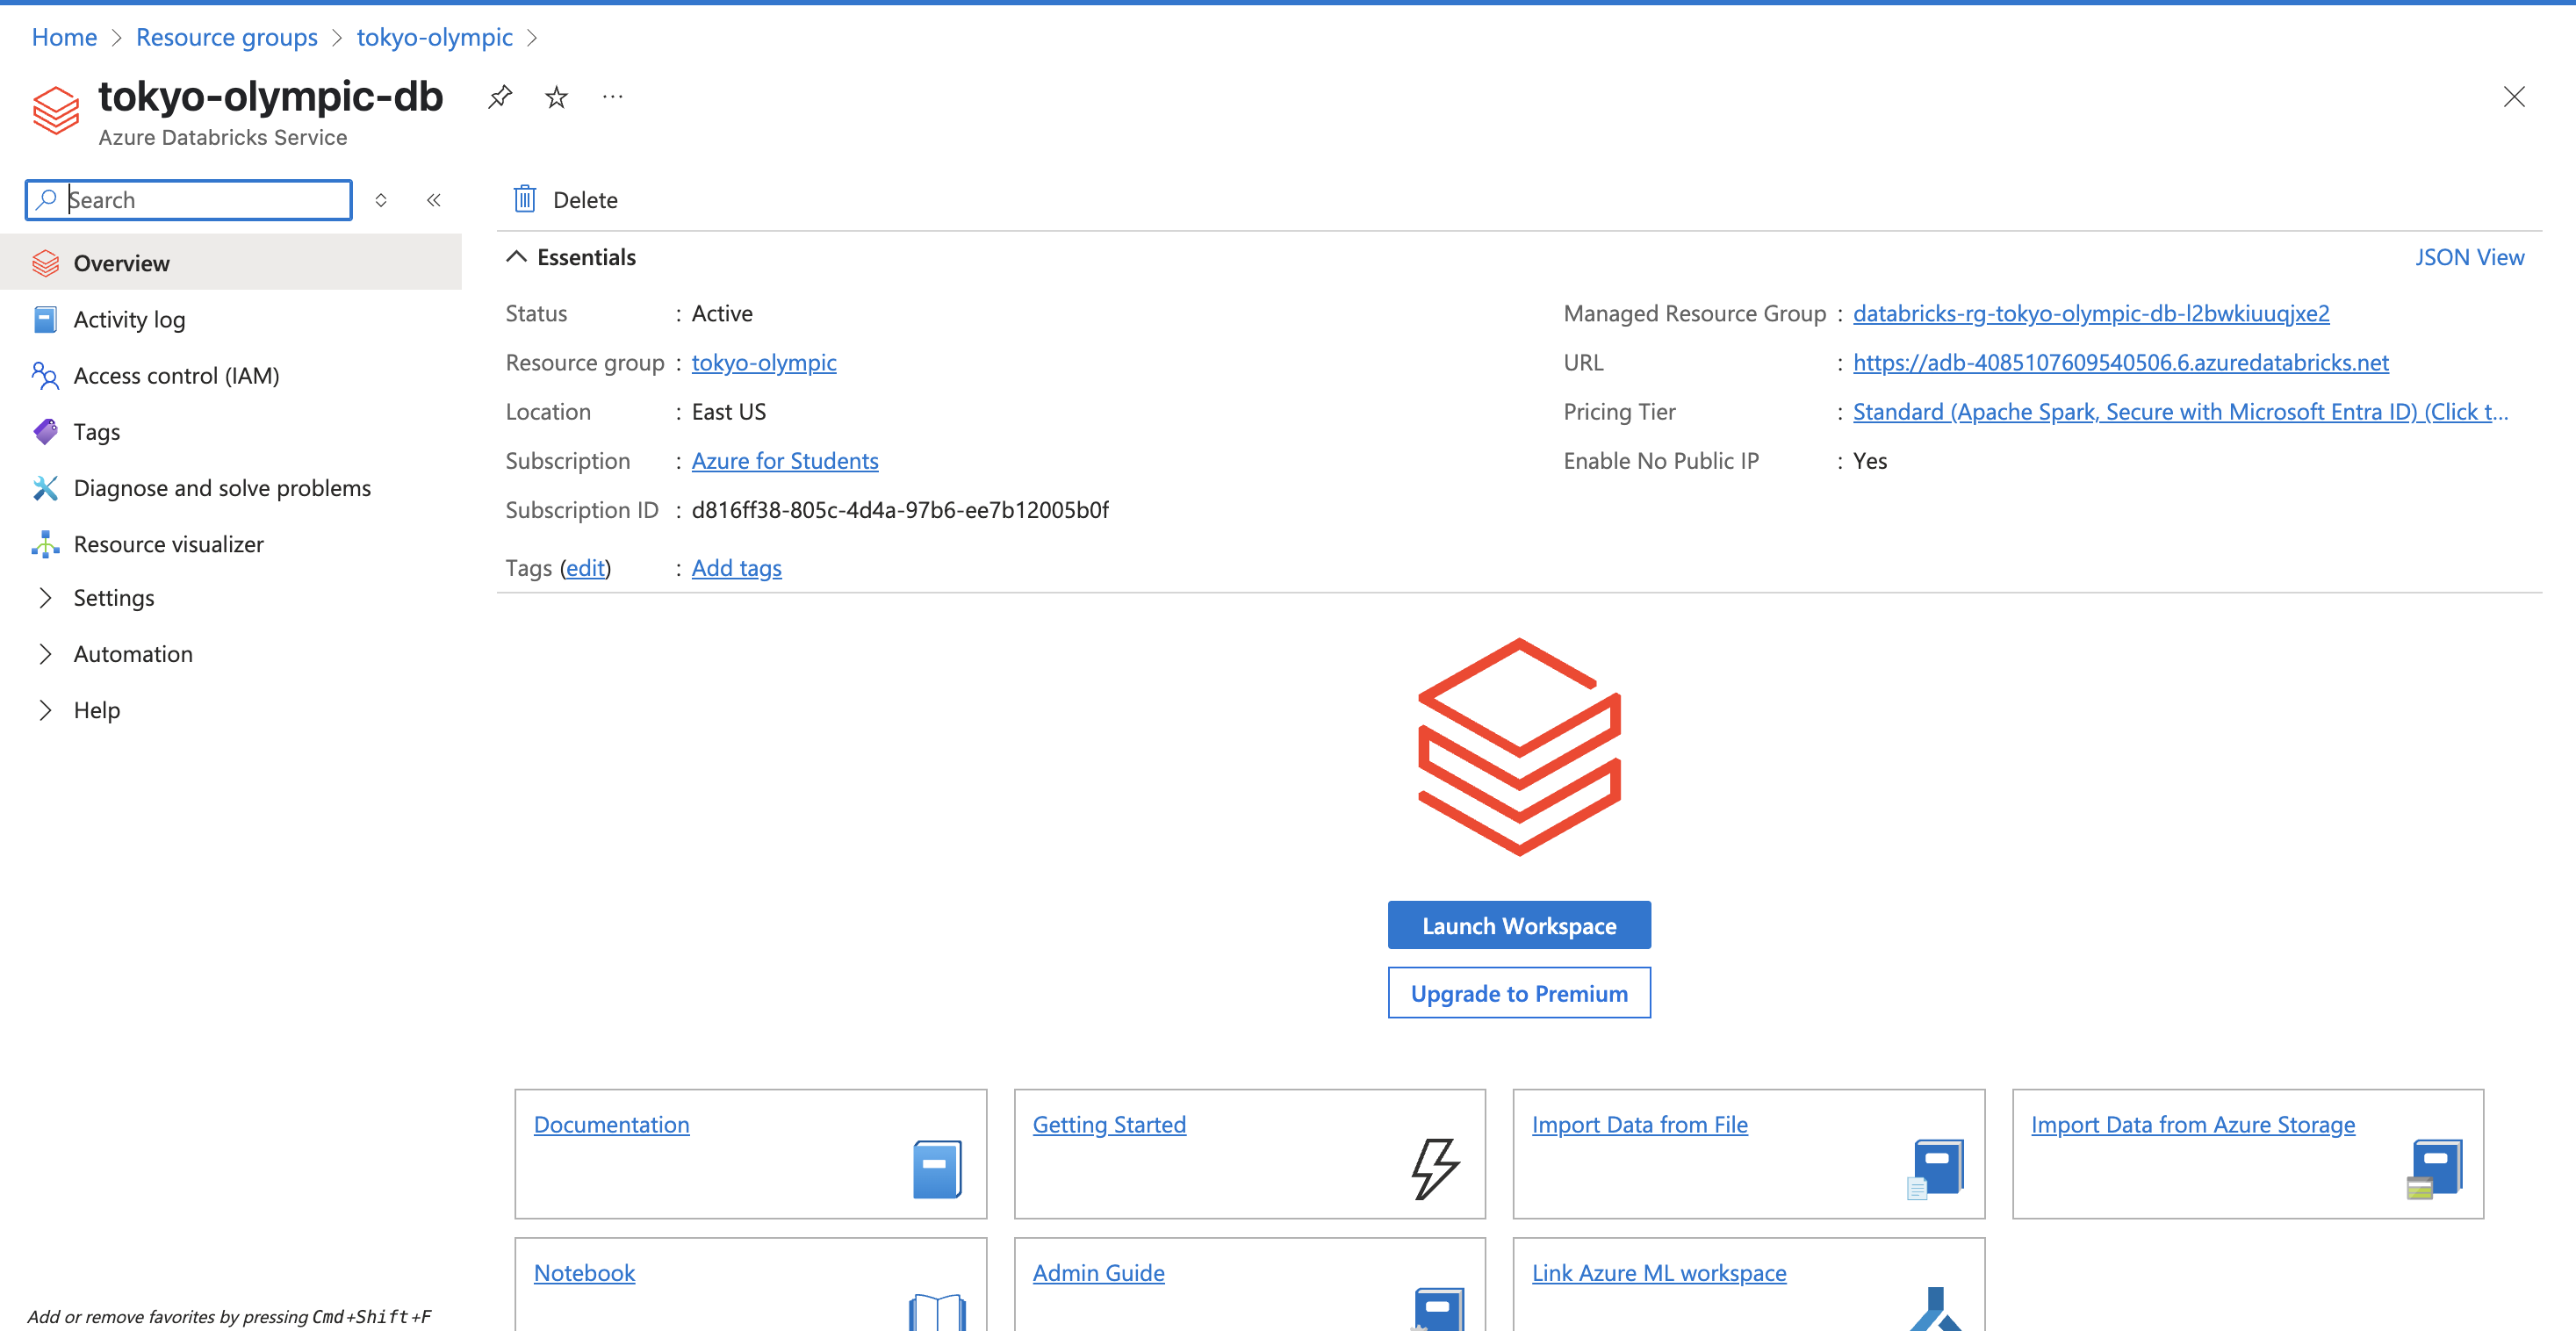 Home > Resource groups > tokyo-olympic >
tokyo-olympic-db
Azure Databricks Service
Search
Overview
Activity log
Access control (IAM)
Tags
Diagnose and solve problems
Resource visualizer
Settings
Automation
Help
Add or remove favorites by pressing Cmd+Shift+F
Delete
Essentials
JSON View
Status : Active
Resource group : tokyo-olympic
Location : East US
Subscription : Azure for Students
Subscription ID : d816ff38-805c-4d4a-97b6-ee7b12005b0f
Tags (edit) : Add tags
Managed Resource Group : databricks-rg-tokyo-olympic-db-l2bwkiuuqjxe2
URL : https://adb-4085107609540506.6.azuredatabricks.net
Pricing Tier : Standard (Apache Spark, Secure with Microsoft Entra ID) (Click t...
Enable No Public IP : Yes
Launch Workspace
Upgrade to Premium
Documentation
Getting Started
Import Data from File
Import Data from Azure Storage
Notebook
Admin Guide
Link Azure ML workspace